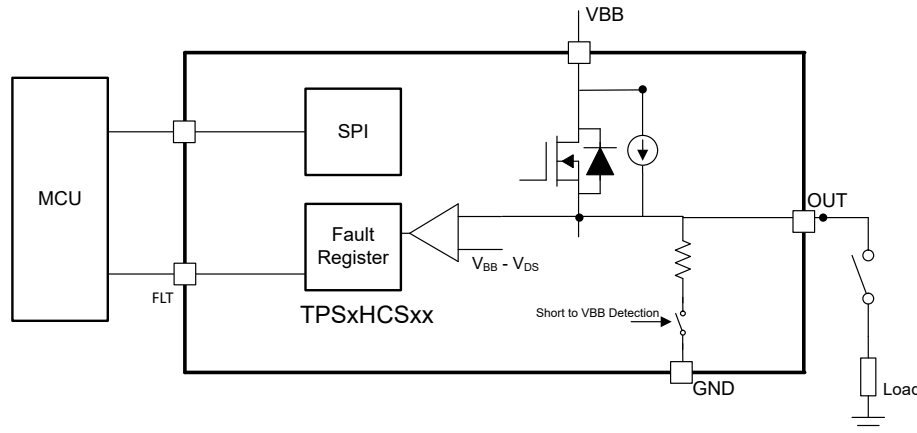 VBB
SPI
MCU
OUT
Fault
Register
VBB - VDS
FLT
TPSxHCSxx
Short to VBB Detection
GND
Load